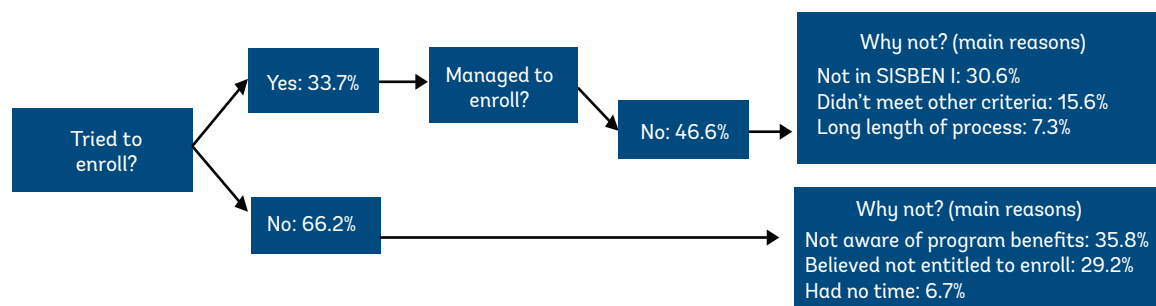 Tried to
enroll?
Yes: 33.7%
Managed to
enroll?
No: 46.6%
Why not? (main reasons)
Not in SISBEN I: 30.6%
Didn't meet other criteria: 15.6%
Long length of process: 7.3%
No: 66.2%
Why not? (main reasons)
Not aware of program benefits: 35.8%
Believed not entitled to enroll: 29.2%
Had no time: 6.7%